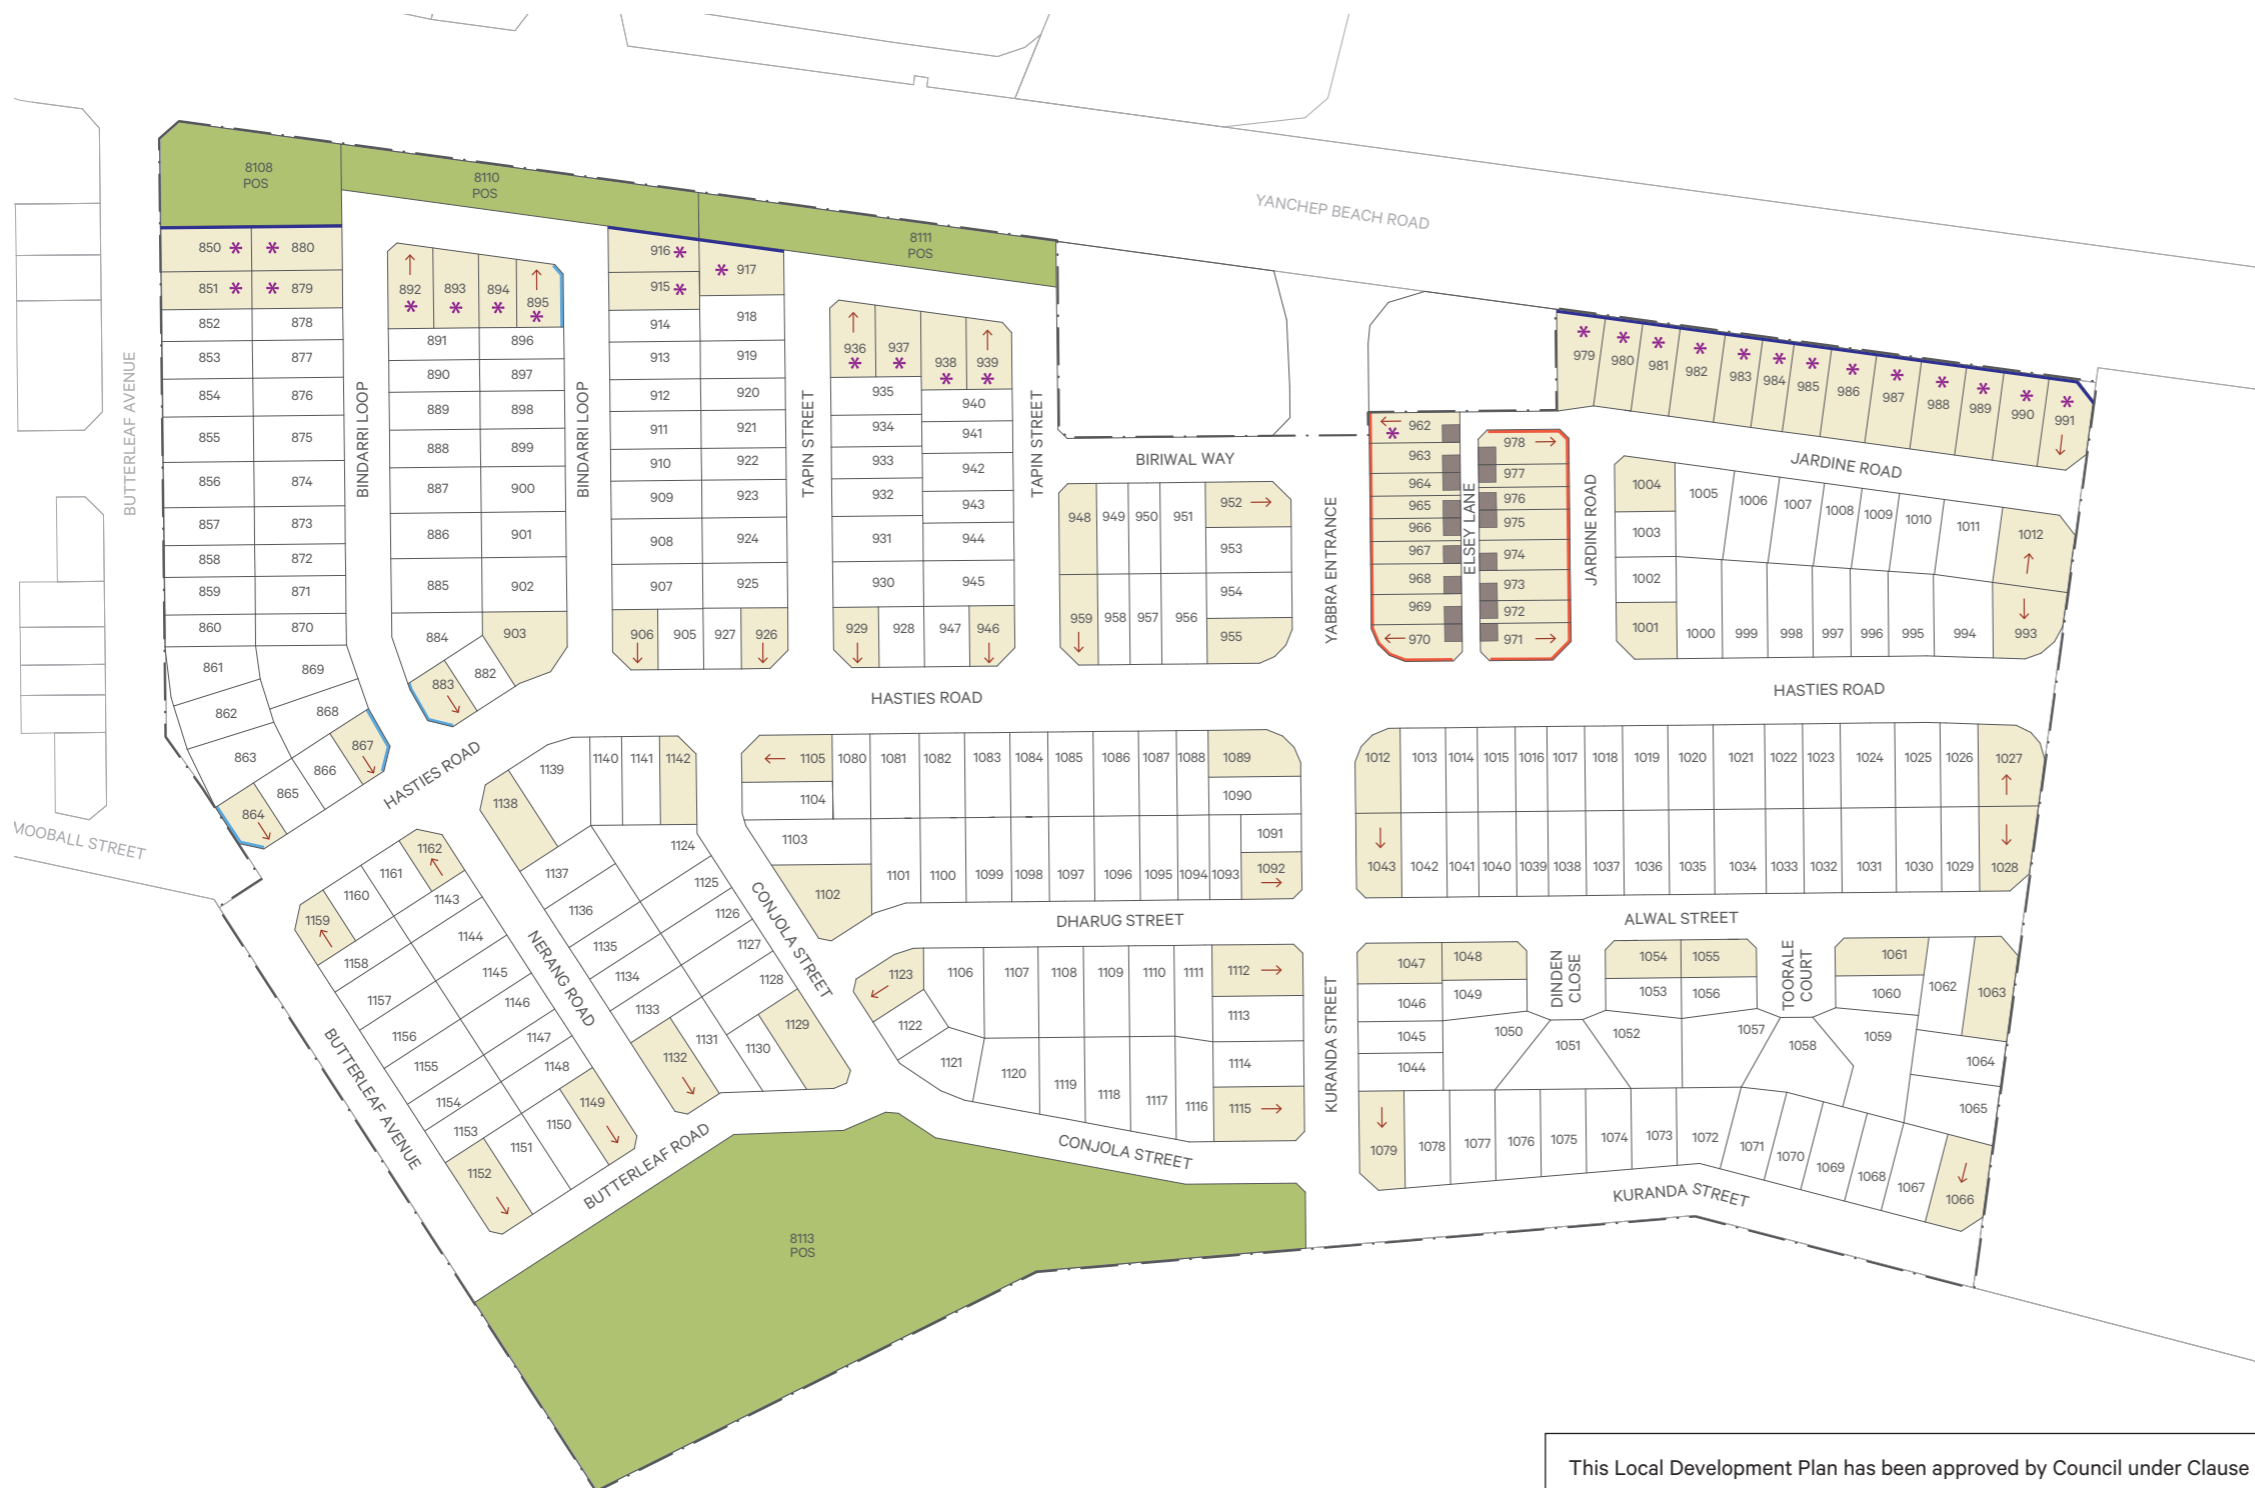 YANCHEP BEACH ROAD
8108
POS
8110
POS
8111
POS
850 * * 880
851 * * 879
852 878
853 877
854 876
855 875
856 874
857 873
858 872
859 871
860 870
861 869
862 868
863 867
864 865 866
BUTTERLEAF AVENUE
MOOBALL STREET
BINDARRI LOOP
892 893 894 895
* * * *
891 896
890 897
889 898
888 899
887 900
886 901
885 902
884 903
883 882
BINDARRI LOOP
916 *
* 917
915 *
914 918
913 919
912 920
911 921
910 922
909 923
908 924
907 925
906 905 927 926
TAPIN STREET
936 937 938 939
* * * *
935 940
934 941
933 942
932 943
931 944
930 945
929 928 947 946
TAPIN STREET
BIRIWAL WAY
948 949 950 951 952
953
954
959 958 957 956 955
YABBRA ENTRANCE
962
*
963
964
965
966
967
968
969
970
ELSEY LANE
978
977
976
975
974
973
972
971
JARDINE ROAD
* * * * * * * * * * * * *
979 980 981 982 983 984 985 986 987 988 989 990 991
JARDINE ROAD
1004 1005 1006 1007 1008 1009 1010 1011 1012
1003
1002
1001 1000 999 998 997 996 995 994 993
HASTIES ROAD
HASTIES ROAD
HASTIES ROAD
1138 1139 1140 1141 1142
1137 1124
1136 1125
1135 1126
1134 1127
1133 1128
1132 1131 1130 1129
NERANG ROAD
CONJOLA STREET
1159 1160 1161 1162
1158 1143
1157 1144
1156 1145
1155 1146
1154 1147
1153 1148
1152 1151 1150 1149
BUTTERLEAF AVENUE
BUTTERLEAF ROAD
1105 1080 1081 1082 1083 1084 1085 1086 1087 1088 1089
1104 1090
1103 1091
1102 1101 1100 1099 1098 1097 1096 1095 1094 1093 1092
DHARUG STREET
1123 1106 1107 1108 1109 1110 1111 1112
1122 1113
1121 1114
1120 1119 1118 1117 1116 1115
CONJOLA STREET
8113
POS
KURANDA STREET
1012 1013 1014 1015 1016 1017 1018 1019 1020 1021 1022 1023 1024 1025 1026 1027
1043 1042 1041 1040 1039 1038 1037 1036 1035 1034 1033 1032 1031 1030 1029 1028
ALWAL STREET
1047 1048
1046 1049
1045 1050
1044
DINDEN
CLOSE
1051
1054 1055
1053 1056
1052 1057
TOORALE
COURT
1058
1061 1062 1063
1060
1059 1064
1065
1079 1078 1077 1076 1075 1074 1073 1072 1071 1070 1069 1068 1067 1066
KURANDA STREET
This Local Development Plan has been approved by Council under Clause